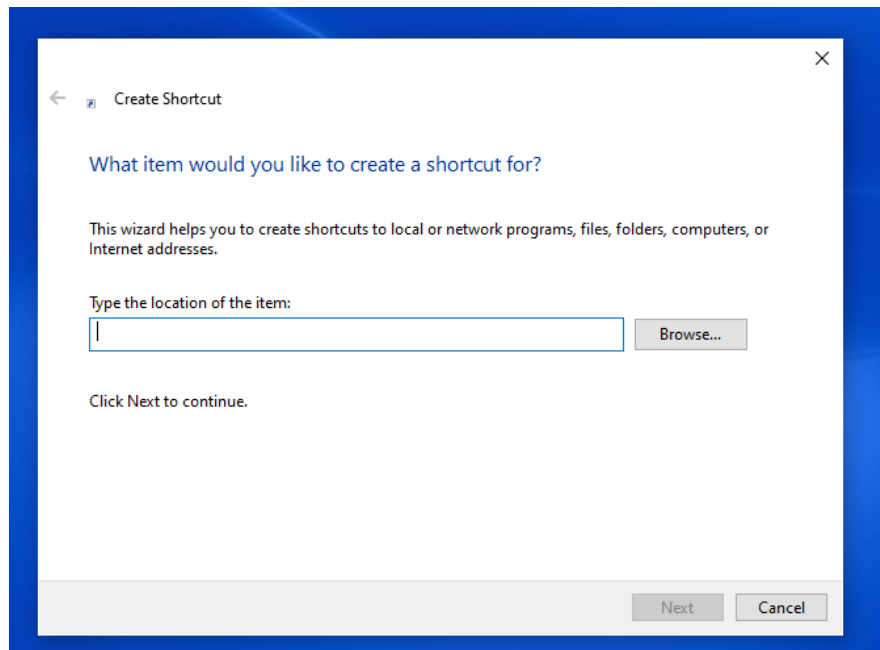 Create Shortcut
What item would you like to create a shortcut for?
This wizard helps you to create shortcuts to local or network programs, files, folders, computers, or
Internet addresses.
Type the location of the item:
Browse...
Click Next to continue.
Next Cancel